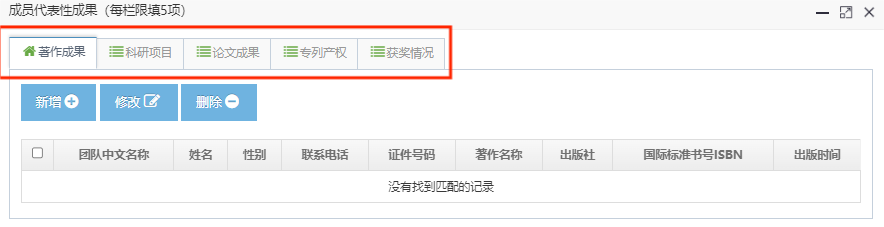 成员代表性成果（每栏限填5项）
著作成果 科研项目 论文成果 专列产权 获奖情况
新增 修改 删除
团队中文名称 姓名 性别 联系电话 证件号码 著作名称 出版社 国际标准书号ISBN 出版时间
没有找到匹配的记录